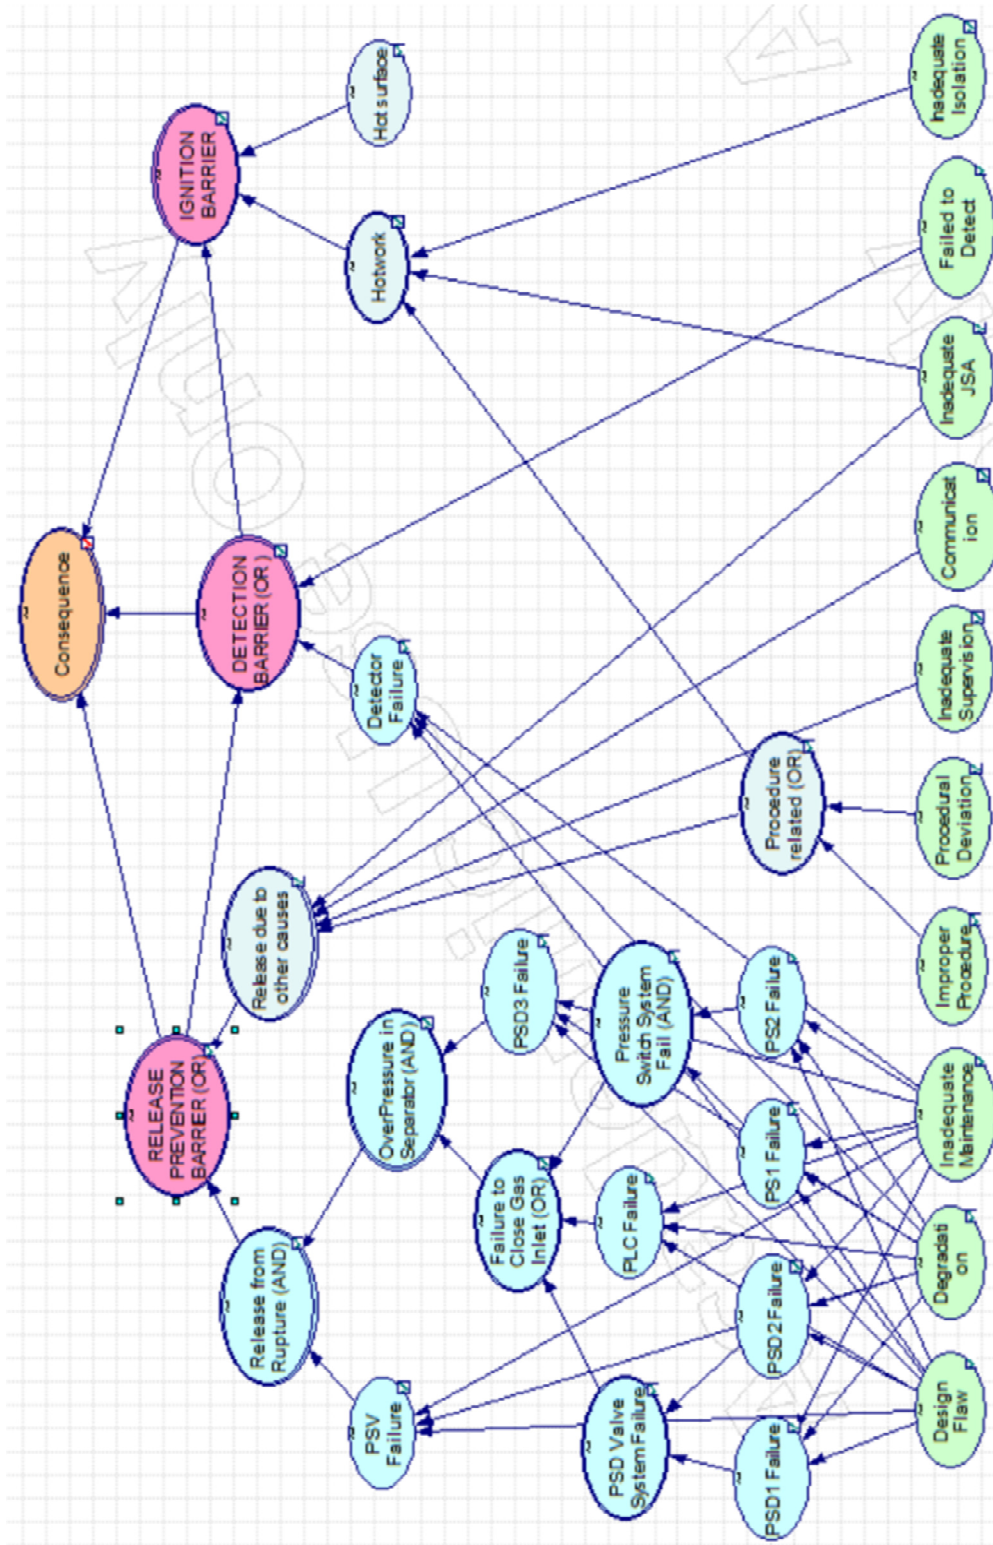 Consequence
RELEASE
PREVENTION
BARRIER (OR)
IGNITION
BARRIER
Release from
Rupture (AND)
Release due to
other causes
DETECTION
BARRIER (OR )
PSV
Failure
OverPressure in
Separator (AND)
Detector
Failure
Hotwork
Hot surface
Failure to
Close Gas
Inlet (OR)
PSD3 Failure
PSD Valve
System Failure
PLC Failure
Pressure
Switch System
Fail (AND)
PSD1 Failure
PSD2 Failure
PS1 Failure
PS2 Failure
Procedure
related (OR)
Design
Flaw
Degradati
on
Inadequate
Maintenance
Improper
Procedure
Procedural
Deviation
Inadequate
Supervision
Communicat
ion
Inadequate
JSA
Failed to
Detect
Inadequate
Isolation